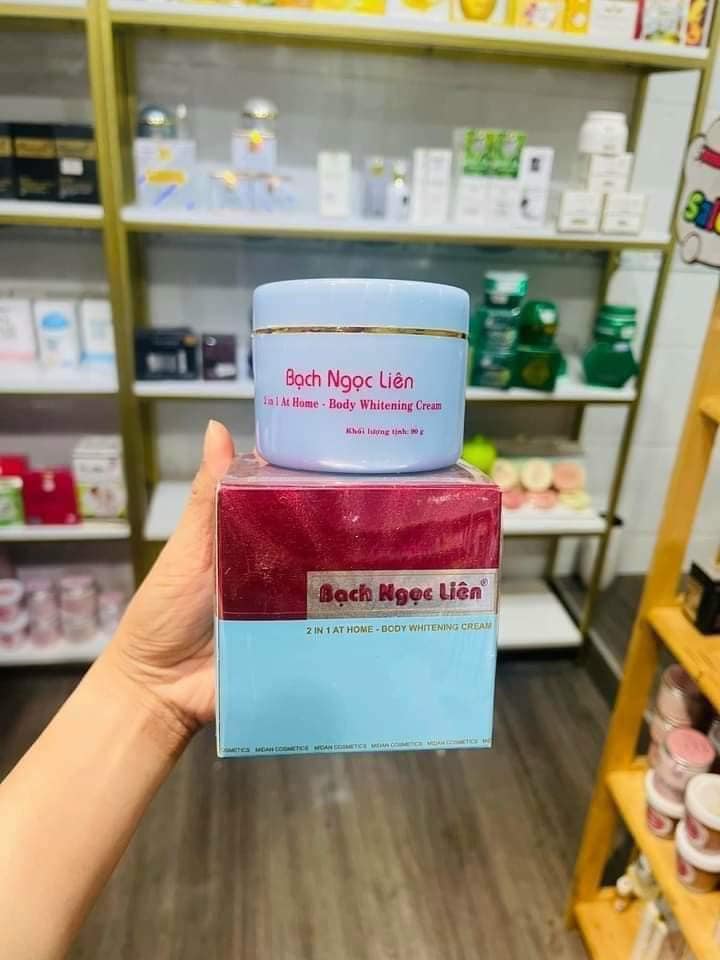 Bạch Ngọc Liên
2 in 1 At Home - Body Whitening Cream
Khối lượng tịnh: 90 g
Bạch Ngọc Liên®
2 IN 1 AT HOME - BODY WHITENING CREAM
COSMETICS MIDAN COSMETICS MIDAN COSMETICS MIDAN COSMETICS MIDAN COSMETICS